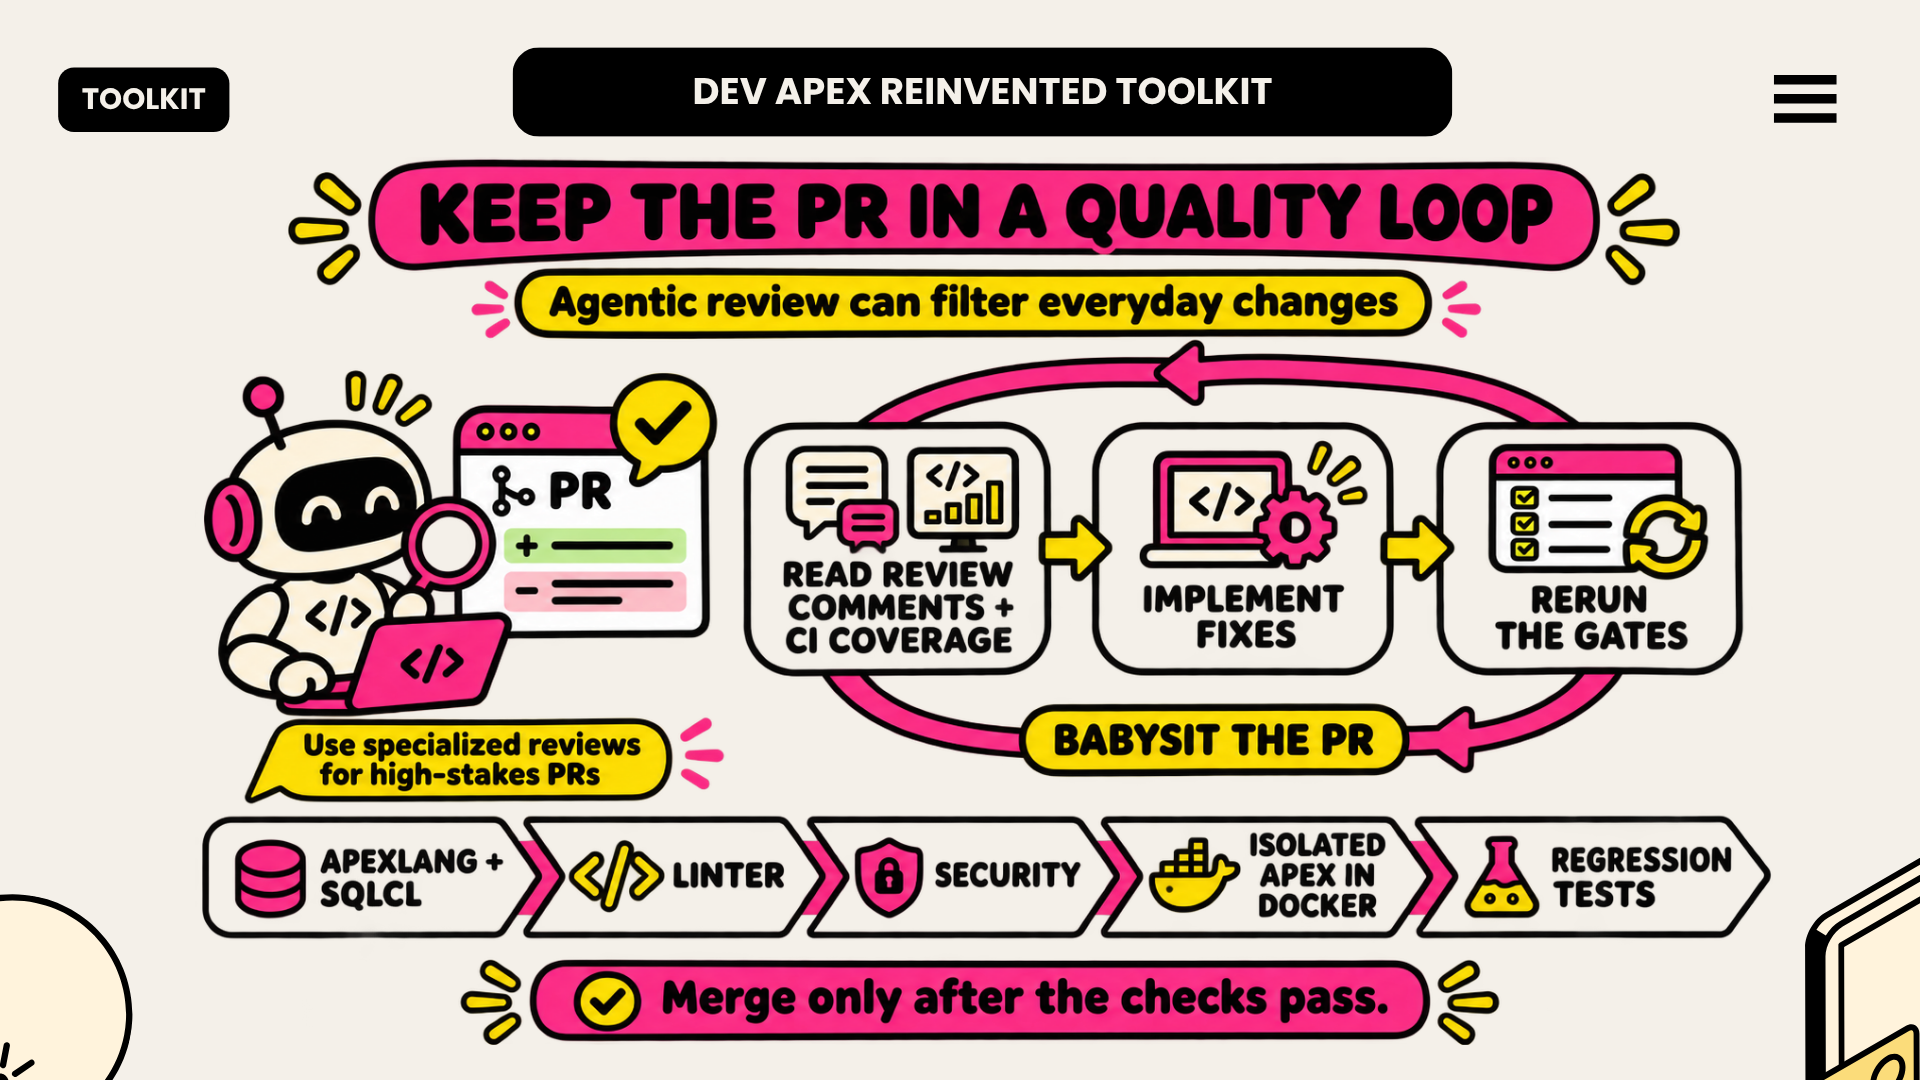 TOOLKIT
DEV APEX REINVENTED TOOLKIT
KEEP THE PR IN A QUALITY LOOP
Agentic review can filter everyday changes
PR
+
-
</>
</>
</>
READ REVIEW
COMMENTS +
CI COVERAGE
</>
IMPLEMENT
FIXES
RERUN
THE GATES
BABYSIT THE PR
Use specialized reviews
for high-stakes PRs
APEXLANG +
SQLCL
</>
LINTER
SECURITY
ISOLATED
APEX IN
DOCKER
REGRESSION
TESTS
Merge only after the checks pass.